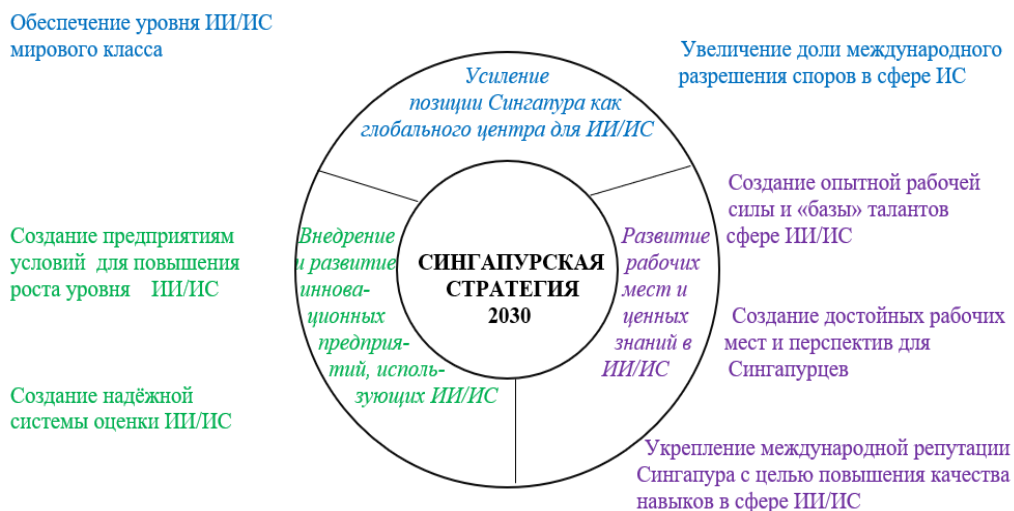 Обеспечение уровня ИИ/ИС
мирового класса
Увеличение доли международного
разрешения споров в сфере ИС
Усиление
позиции Сингапура как
глобального центра для ИИ/ИС
Создание предприятиям
условий для повышения
роста уровня ИИ/ИС
Создание надёжной
системы оценки ИИ/ИС
Внедрение
и развитие
иннова-
ционных
предприя-
тий, исполь-
зующих ИИ/ИС
СИНГАПУРСКАЯ
СТРАТЕГИЯ
2030
Развитие
рабочих
мест и
ценных
знаний в
ИИ/ИС
Создание опытной рабочей
силы и «базы» талантов
сфере ИИ/ИС
Создание достойных рабочих
мест и перспектив для
Сингапурцев
Укрепление международной репутации
Сингапура с целью повышения качества
навыков в сфере ИИ/ИС